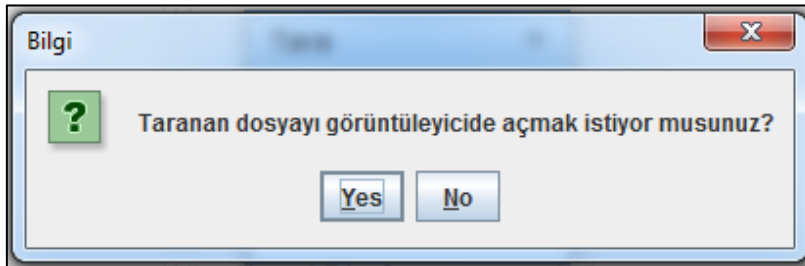 Bilgi
Taranan dosyayı görüntüleyicide açmak istiyor musunuz?
Yes No